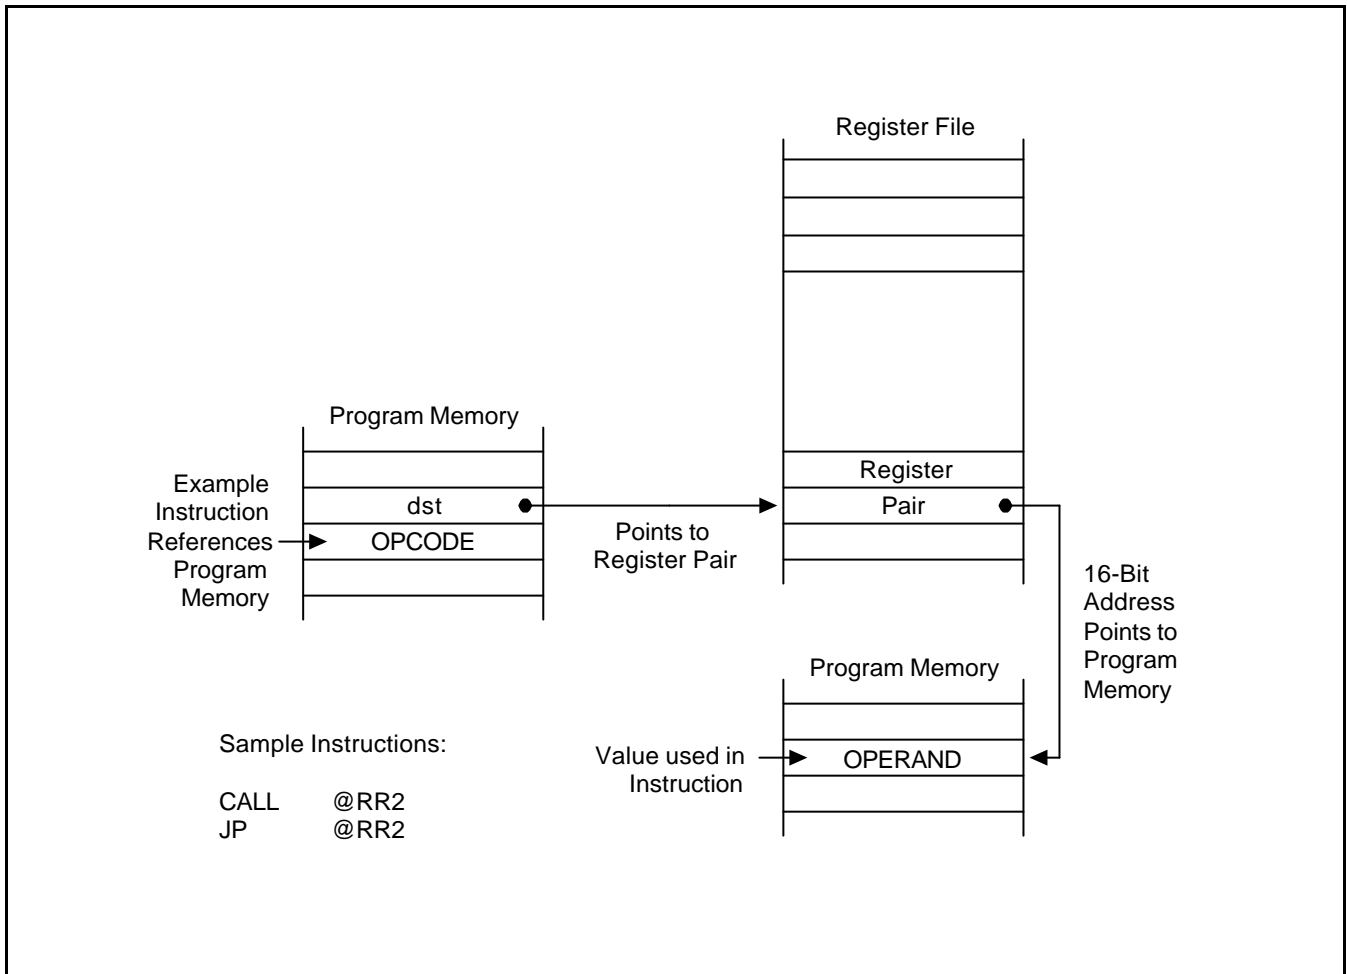 Register File
Program Memory
Example
Instruction
References
Program
Memory
dst
OPCODE
Points to
Register Pair
Register
Pair
16-Bit
Address
Points to
Program
Memory
Program Memory
Value used in
Instruction
OPERAND
Sample Instructions:
CALL @RR2
JP @RR2